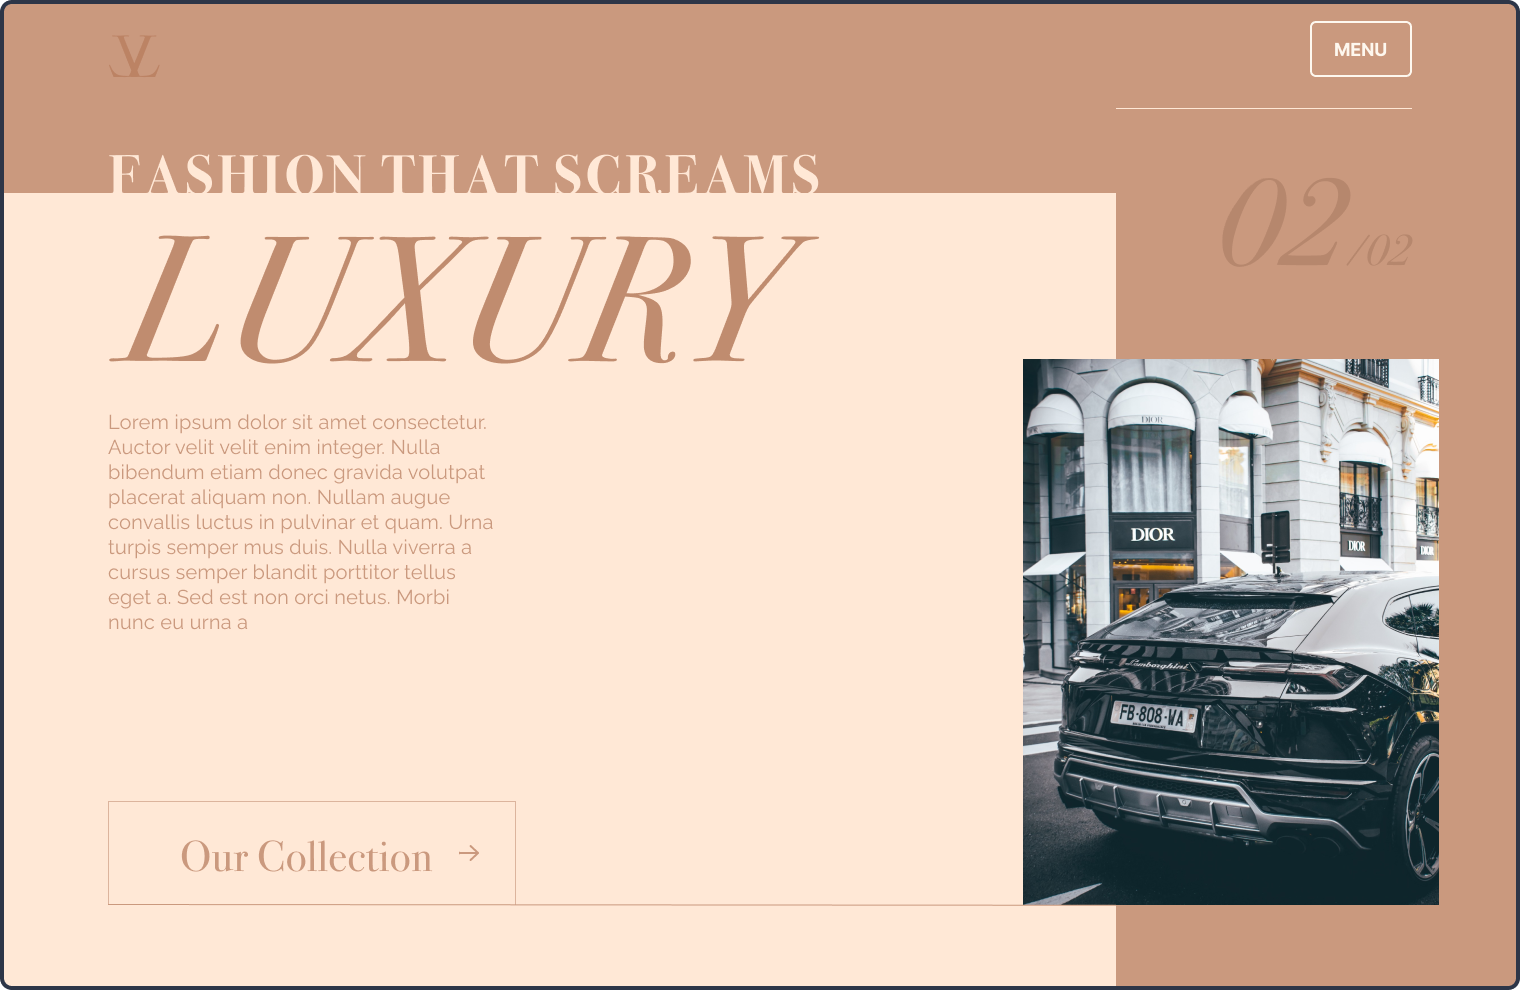 MENU
FASHION THAT SCREAMS
02 /02
LUXURY
Lorem ipsum dolor sit amet consectetur.
Auctor velit velit enim integer. Nulla
bibendum etiam donec gravida volutpat
placerat aliquam non. Nullam augue
convallis luctus in pulvinar et quam. Urna
turpis semper mus duis. Nulla viverra a
cursus semper blandit porttitor tellus
eget a. Sed est non orci netus. Morbi
nunc eu urna a
DIOR
DIOR
DIOR
DIOR
Lamborghini
FB-808-WA
Our Collection →